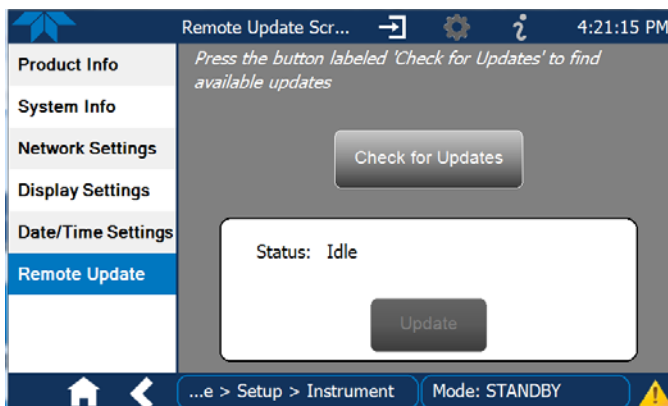 Remote Update Scr...
4:21:15 PM
Product Info
System Info
Network Settings
Display Settings
Date/Time Settings
Remote Update
Press the button labeled 'Check for Updates' to find
available updates
Check for Updates
Status: Idle
Update
...e > Setup > Instrument
Mode: STANDBY